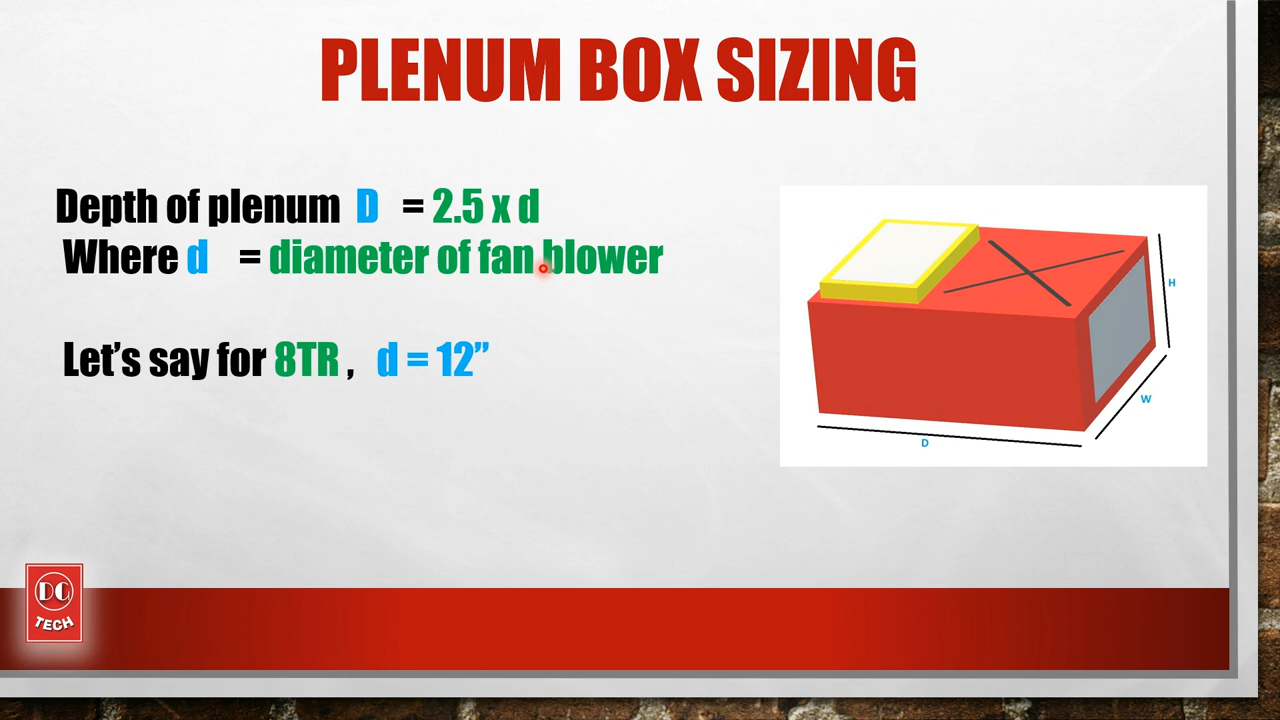 PLENUM BOX SIZING
Depth of plenum D = 2.5 x d
Where d = diameter of fan blower
Let’s say for 8TR , d = 12”
H
W
D
DC
TECH